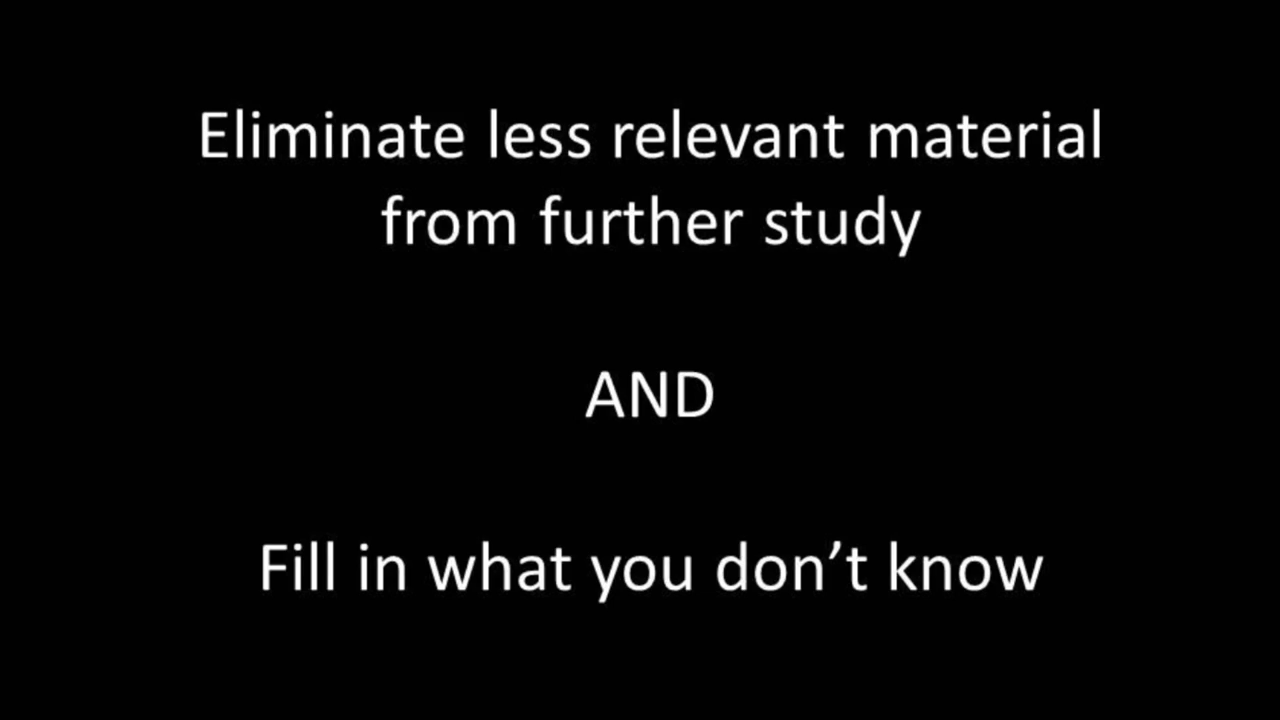 Eliminate less relevant material
from further study
AND
Fill in what you don’t know